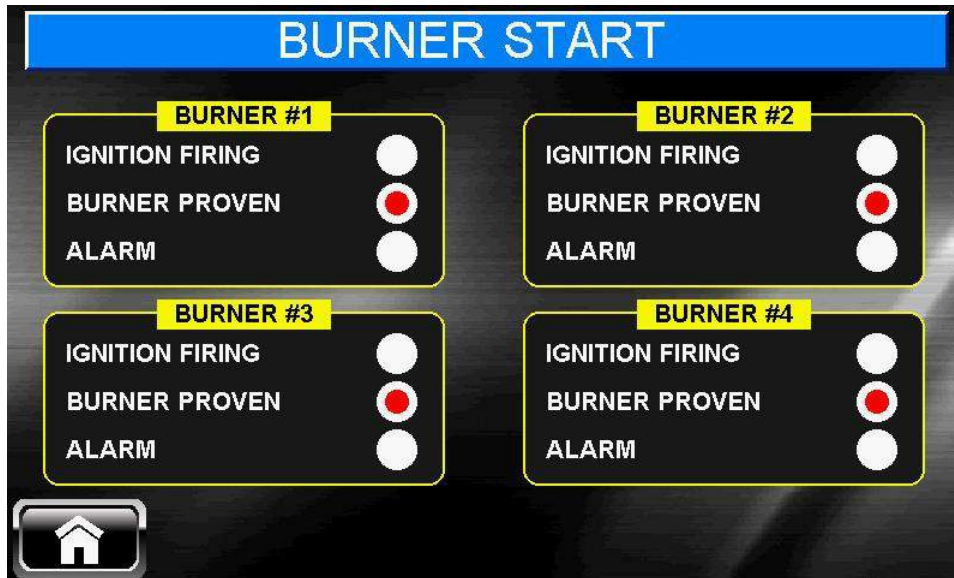 BURNER START
BURNER #1
IGNITION FIRING
BURNER PROVEN
ALARM
BURNER #2
IGNITION FIRING
BURNER PROVEN
ALARM
BURNER #3
IGNITION FIRING
BURNER PROVEN
ALARM
BURNER #4
IGNITION FIRING
BURNER PROVEN
ALARM